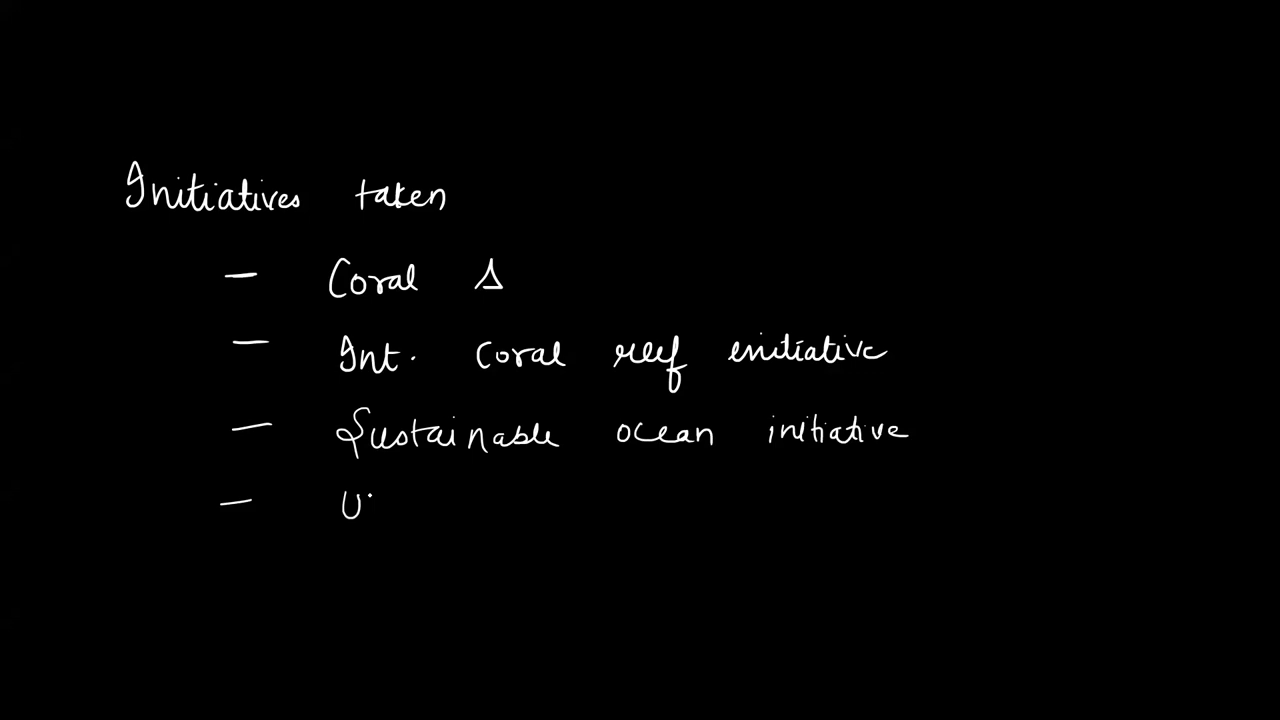 Initiatives taken
— Coral Δ
— Int. Coral reef initiative
— Sustainable ocean initiative
— U